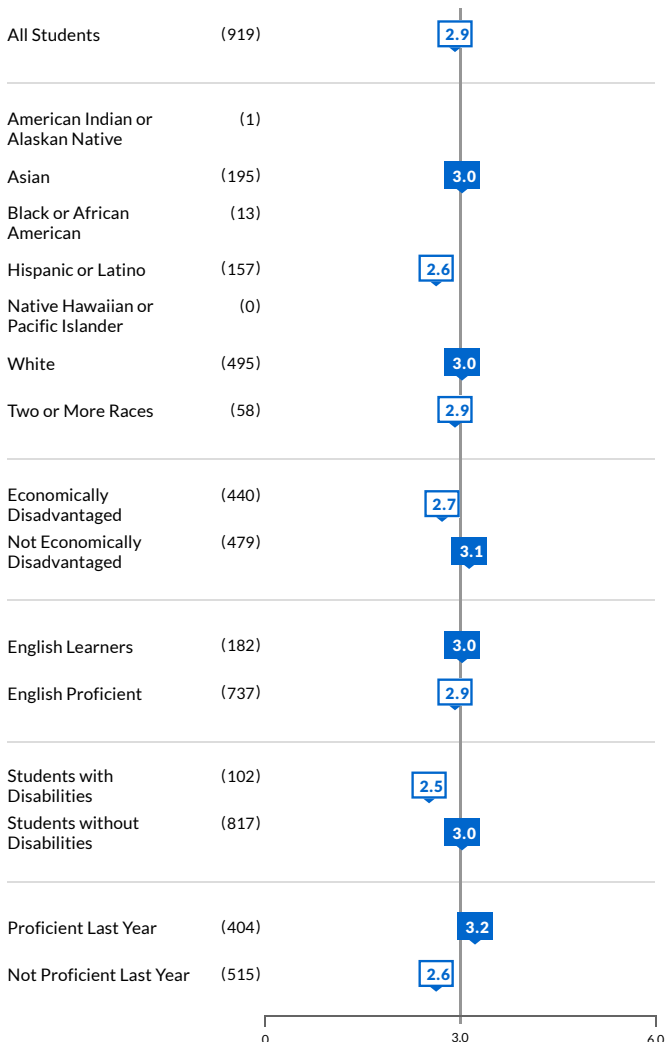 All Students (919) 2.9
American Indian or (1)
Alaskan Native
Asian (195) 3.0
Black or African (13)
American
Hispanic or Latino (157) 2.6
Native Hawaiian or (0)
Pacific Islander
White (495) 3.0
Two or More Races (58) 2.9
Economically (440) 2.7
Disadvantaged
Not Economically (479) 3.1
Disadvantaged
English Learners (182) 3.0
English Proficient (737) 2.9
Students with (102) 2.5
Disabilities
Students without (817) 3.0
Disabilities
Proficient Last Year (404) 3.2
Not Proficient Last Year (515) 2.6
0 3.0 6.0